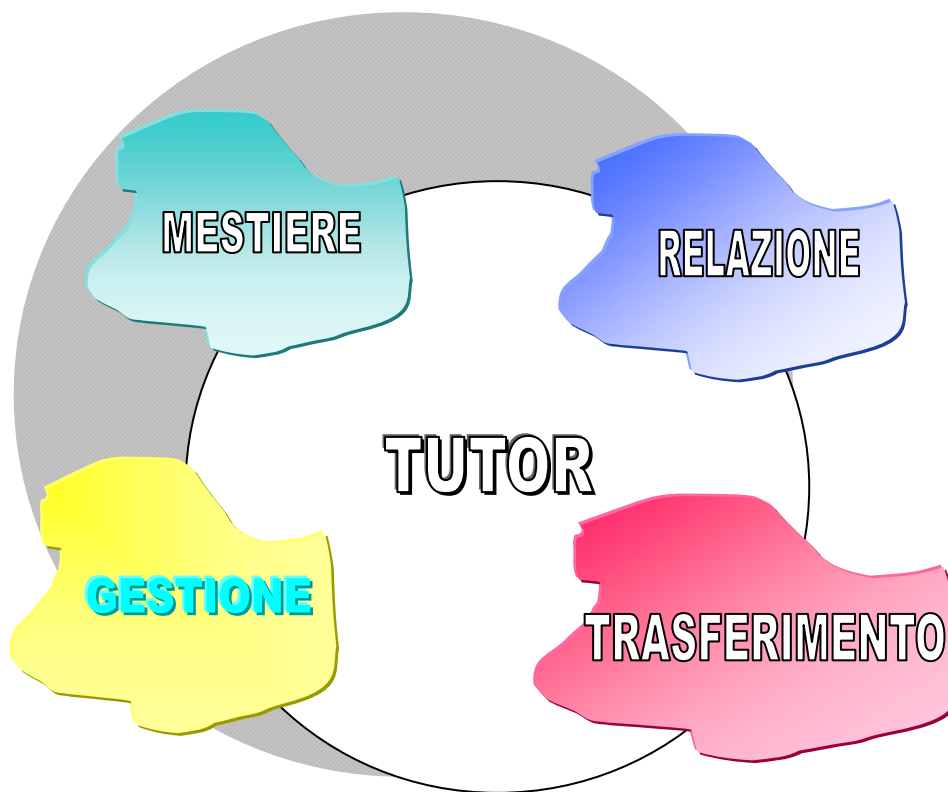 MESTIERE
RELAZIONE
TUTOR
GESTIONE
TRASFERIMENTO